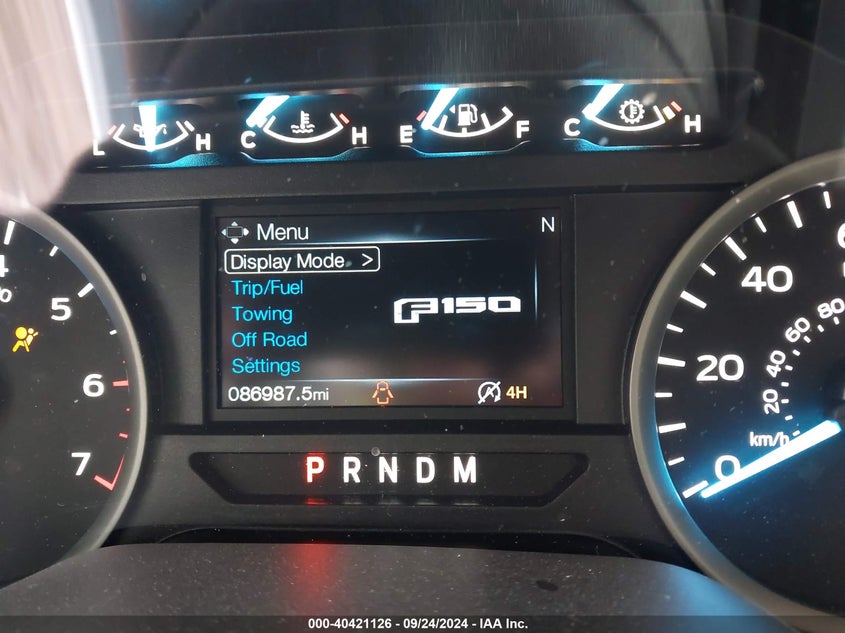 L H
C H
E F
C H
Menu N
Display Mode >
Trip/Fuel
Towing
Off Road
Settings
F150
086987.5mi 4H
P R N D M
4
5
6
7
0
20
40
km/h
20
40
60
80
000-40421126 - 09/24/2024 - IAA Inc.